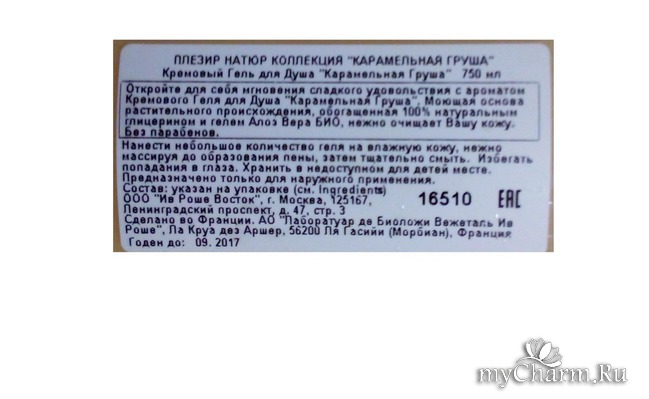 ПЛЕЗИР НАТЮР КОЛЛЕКЦИЯ "КАРАМЕЛЬНАЯ ГРУША"
Кремовый Гель для Душа "Карамельная Груша" 750 мл
Откройте для себя мгновения сладкого удовольствия с ароматом
Кремового Геля для Душа "Карамельная Груша". Моющая основа
растительного происхождения, обогащенная 100% натуральным
глицерином и гелем Алоэ Вера БИО, нежно очищает Вашу кожу.
Без парабенов.
Нанести небольшое количество геля на влажную кожу, нежно
массируя до образования пены, затем тщательно смыть. Избегать
попадания в глаза. Хранить в недоступном для детей месте.
Предназначено только для наружного применения.
Состав: указан на упаковке (см. Ingredients)
ООО "Ив Роше Восток", г. Москва, 125167,
Ленинградский проспект, д. 47, стр. 3
16510 EAC
Сделано во Франции. АО "Лаборатуар де Биоложи Вежеталь Ив
Роше", Ла Круа дез Аршер, 56200 Ля Гасийи (Морбиан), Франция
Годен до: 09. 2017
myCharm.Ru